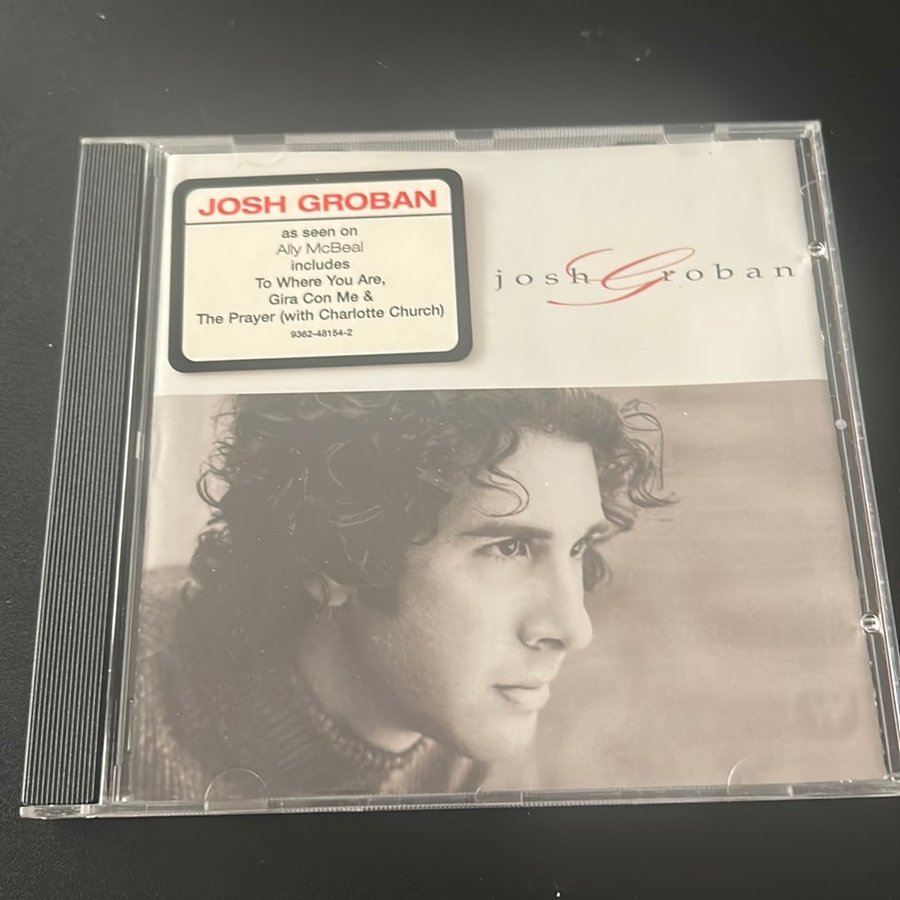 JOSH GROBAN
as seen on
Ally McBeal
includes
To Where You Are,
Gira Con Me &
The Prayer (with Charlotte Church)
9362-48154-2
josh Groban